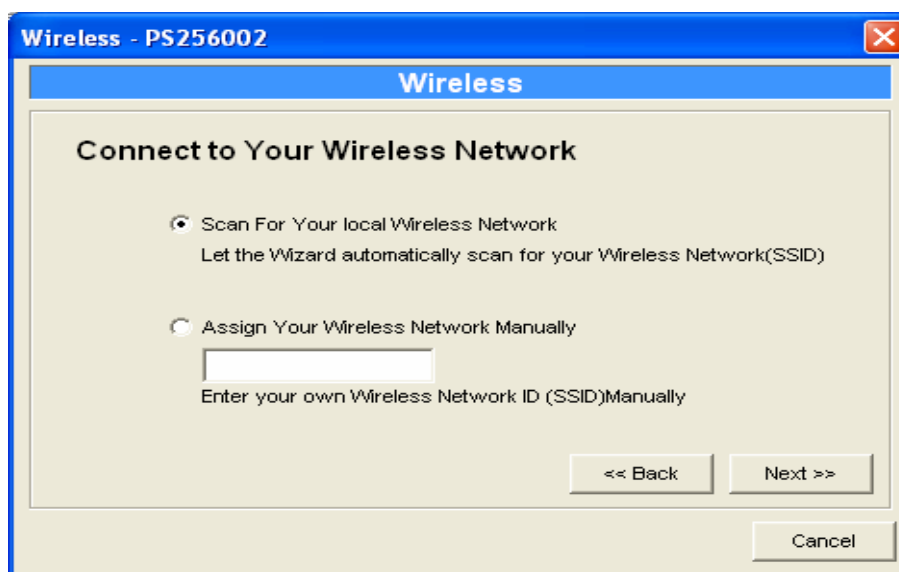 Wireless - PS256002
Wireless
Connect to Your Wireless Network
Scan For Your local Wireless Network
Let the Wizard automatically scan for your Wireless Network(SSID)
Assign Your Wireless Network Manually
Enter your own Wireless Network ID (SSID)Manually
<< Back
Next >>
Cancel